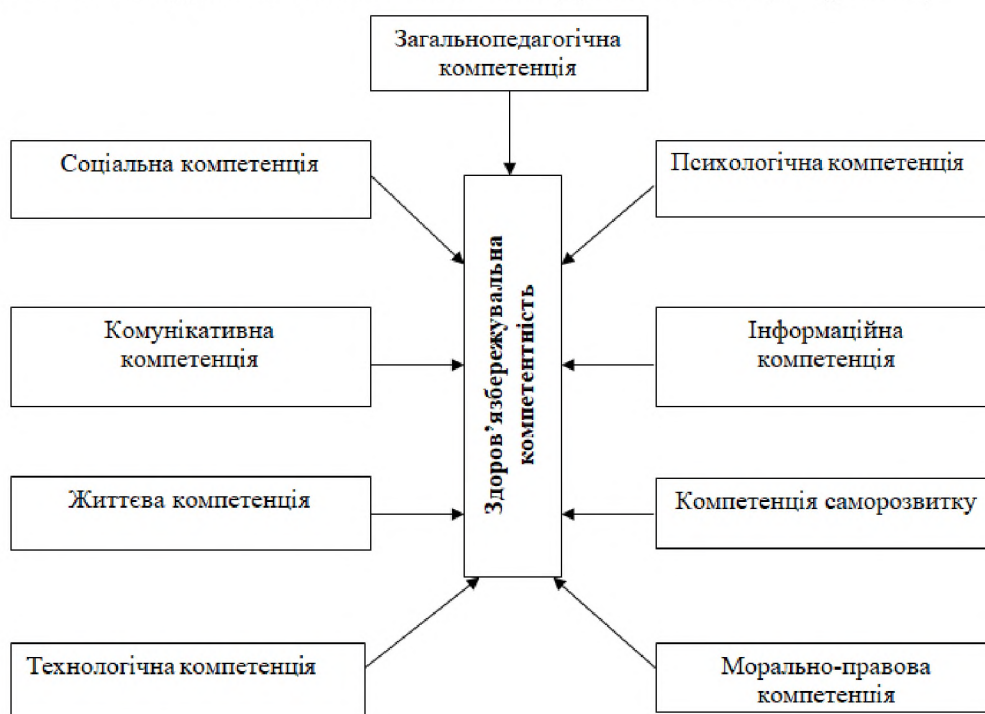 Загальнопедагогічна
компетенція
Соціальна компетенція
Психологічна компетенція
Здоров’язбережувальна
компетентність
Комунікативна
компетенція
Інформаційна
компетенція
Життєва компетенція
Компетенція саморозвитку
Технологічна компетенція
Морально-правова
компетенція